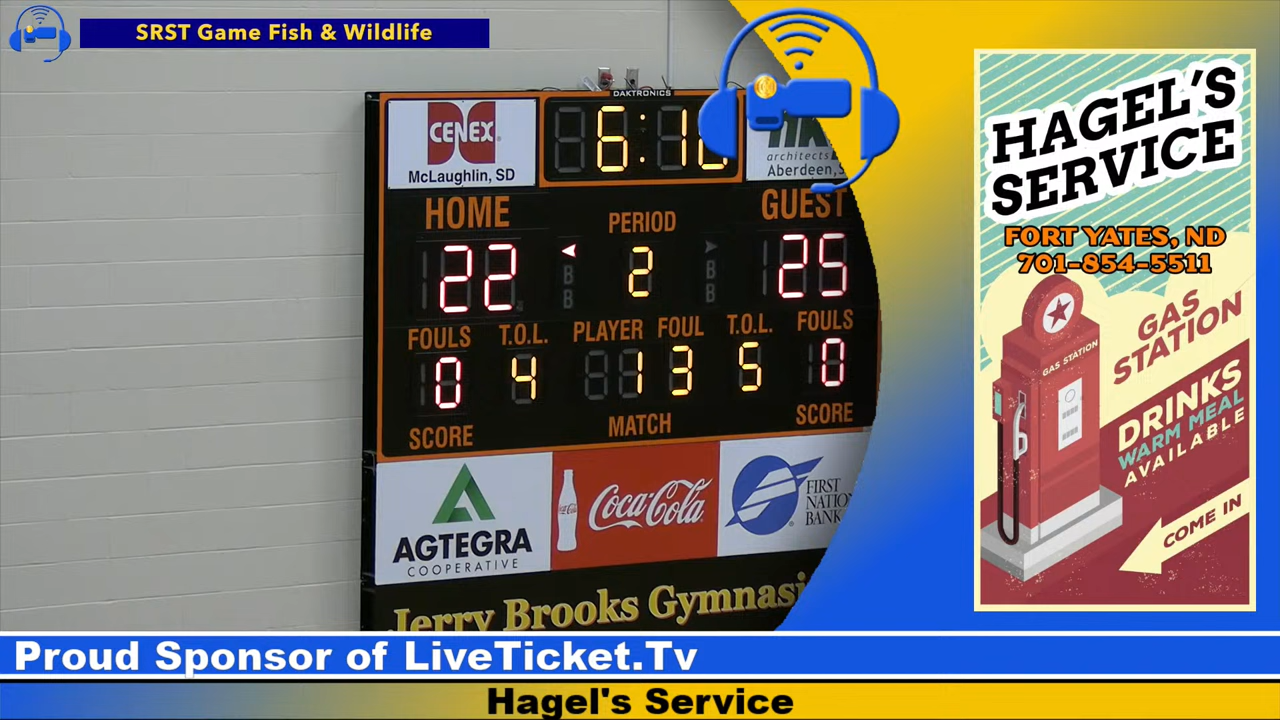 SRST Game Fish & Wildlife
DAKTRONICS
CENEX
McLaughlin, SD
architects
Aberdeen, S
HOME
PERIOD
GUEST
22
2
25
B
B
B
B
FOULS
T.O.L.
PLAYER
FOUL
T.O.L.
FOULS
0
4
1
3
5
0
SCORE
MATCH
SCORE
AGTEGRA
COOPERATIVE
Coca-Cola
FIRST
NATIO
BANK
Jerry Brooks Gymnasi
HAGEL'S
SERVICE
FORT YATES, ND
701-854-5511
GAS
STATION
GAS STATION
DRINKS
WARM MEAL
AVAILABLE
COME IN
Proud Sponsor of LiveTicket.Tv
Hagel's Service